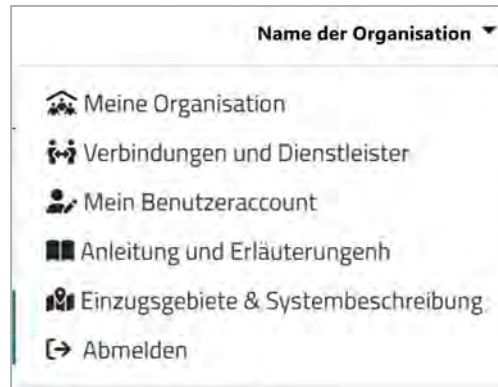 Name der Organisation
Meine Organisation
Verbindungen und Dienstleister
Mein Benutzeraccount
Anleitung und Erläuterungenh
Einzugsgebiete & Systembeschreibung
Abmelden